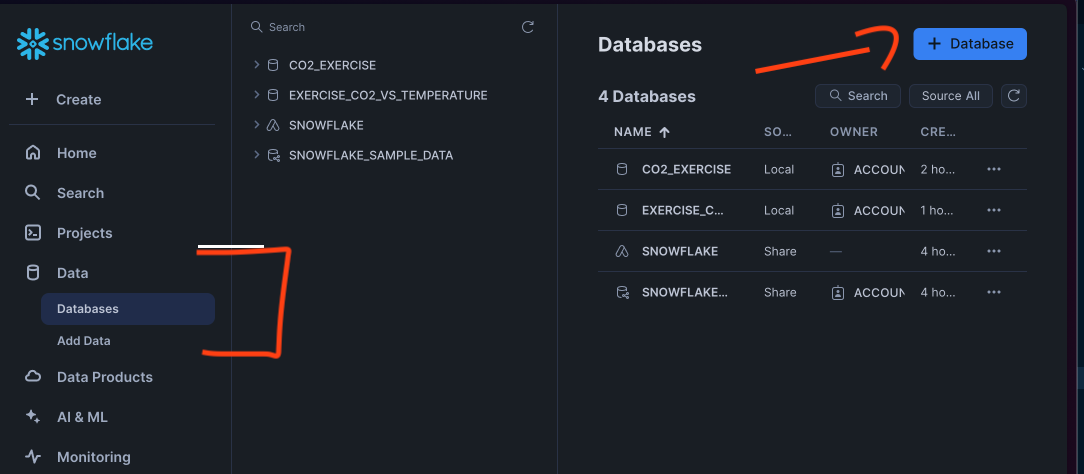 snowflake
Create
Home
Search
Projects
Data
Databases
Add Data
Data Products
AI & ML
Monitoring
Search
CO2_EXERCISE
EXERCISE_CO2_VS_TEMPERATURE
SNOWFLAKE
SNOWFLAKE_SAMPLE_DATA
Databases
+ Database
4 Databases
Search
Source All
NAME ↑ SO... OWNER CRE...
CO2_EXERCISE Local ACCOUN 2 ho... ...
EXERCISE_C... Local ACCOUN 1 ho... ...
SNOWFLAKE Share — 4 ho... ...
SNOWFLAKE... Share ACCOUN 4 ho... ...